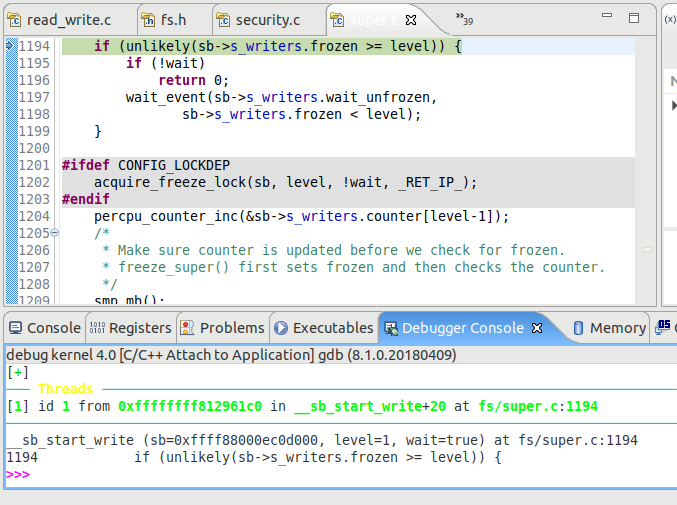 read_write.c fs.h security.c super.c »39 (x)
1194 if (unlikely(sb->s_writers.frozen >= level)) {
1195 if (!wait)
1196 return 0;
1197 wait_event(sb->s_writers.wait_unfrozen,
1198 sb->s_writers.frozen < level);
1199 }
1200
1201 #ifdef CONFIG_LOCKDEP
1202 acquire_freeze_lock(sb, level, !wait, _RET_IP_);
1203 #endif
1204 percpu_counter_inc(&sb->s_writers.counter[level-1]);
1205 /*
1206 * Make sure counter is updated before we check for frozen.
1207 * freeze_super() first sets frozen and then checks the counter.
1208 */
1209 smp_mb();
Console Registers Problems Executables Debugger Console Memory
debug kernel 4.0 [C/C++ Attach to Application] gdb (8.1.0.20180409)
[+]
Threads
[1] id 1 from 0xffffffff812961c0 in __sb_start_write+20 at fs/super.c:1194
__sb_start_write (sb=0xffff88000ec0d000, level=1, wait=true) at fs/super.c:1194
1194 if (unlikely(sb->s_writers.frozen >= level)) {
>>>